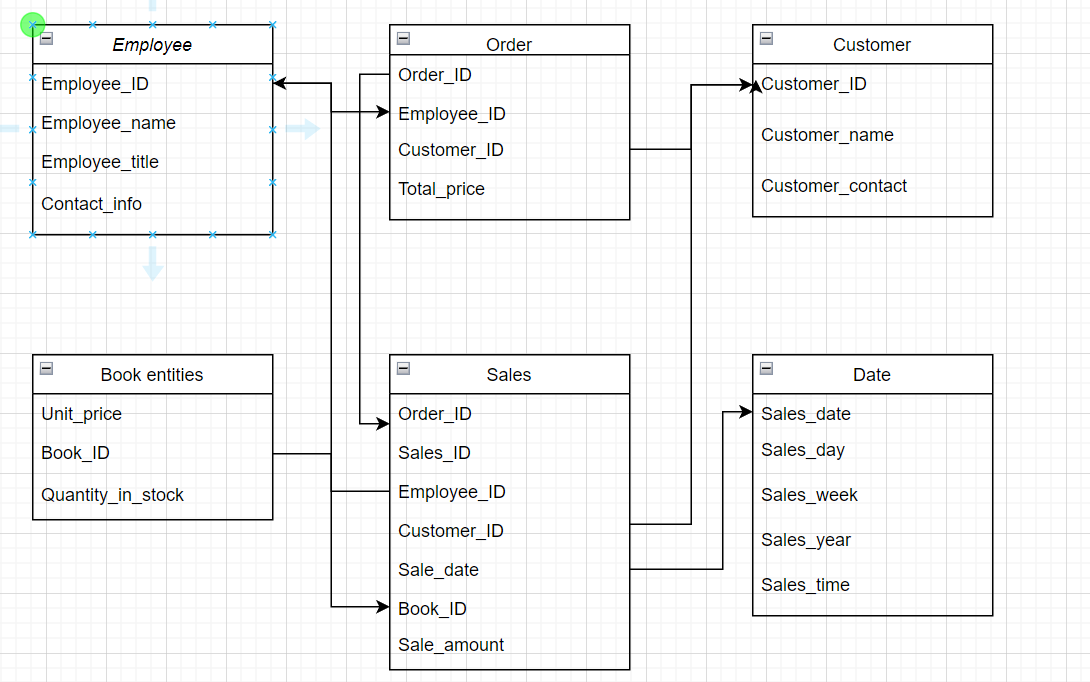 Employee
Employee_ID
Employee_name
Employee_title
Contact_info
Order
Order_ID
Employee_ID
Customer_ID
Total_price
Customer
Customer_ID
Customer_name
Customer_contact
Book entities
Unit_price
Book_ID
Quantity_in_stock
Sales
Order_ID
Sales_ID
Employee_ID
Customer_ID
Sale_date
Book_ID
Sale_amount
Date
Sales_date
Sales_day
Sales_week
Sales_year
Sales_time